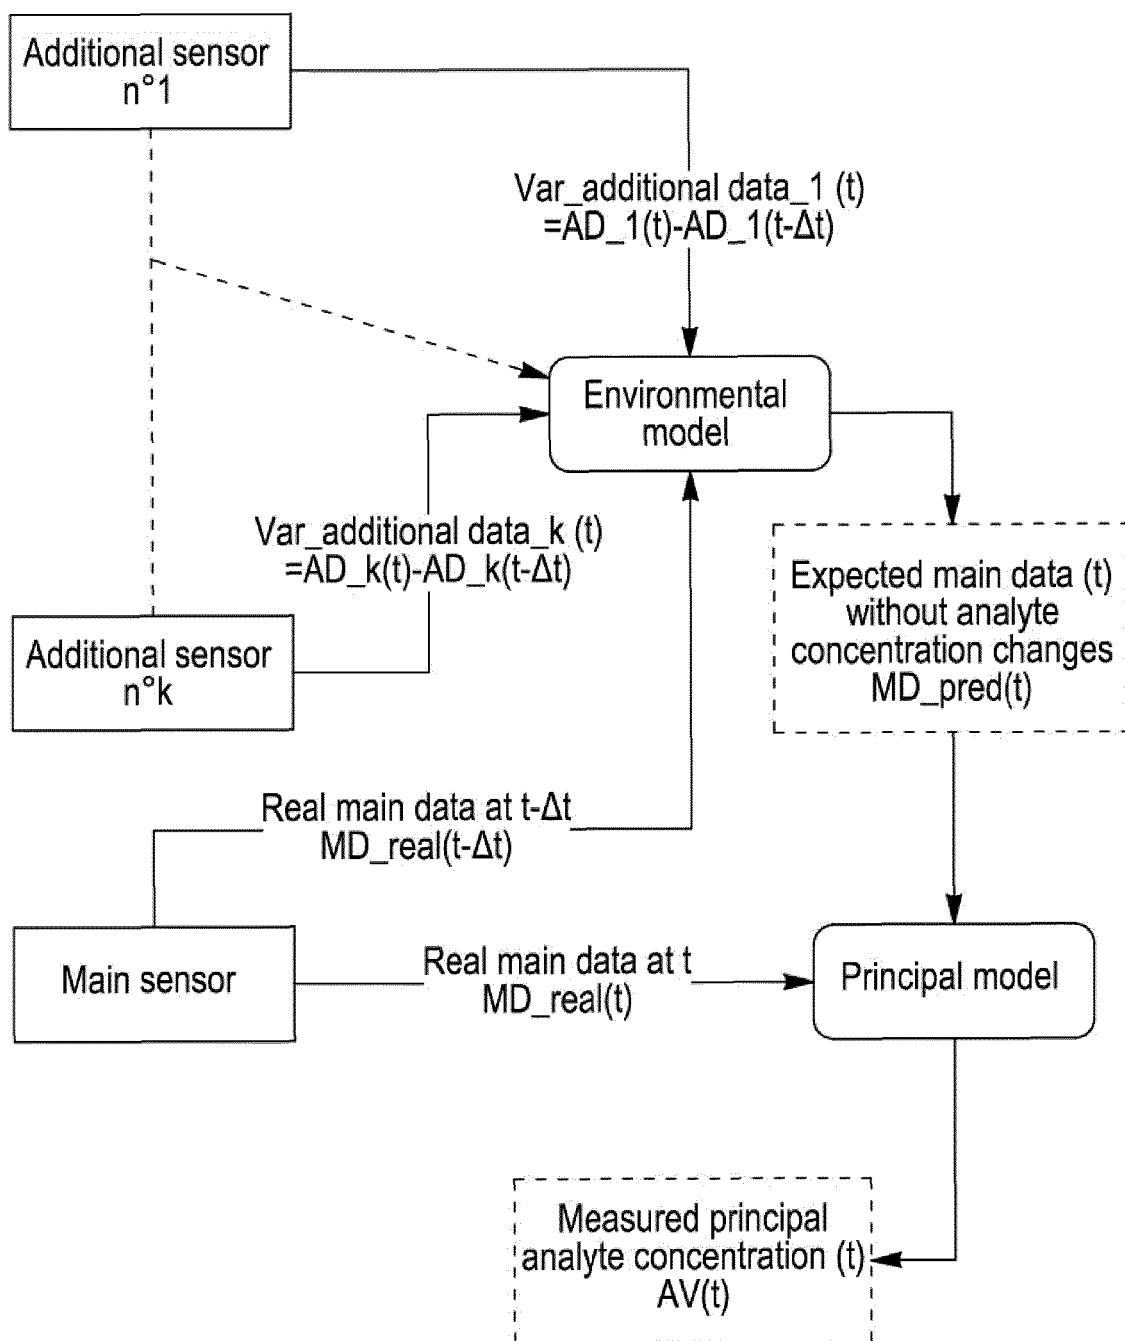 Additional sensor
n°1
Var_additional data_1 (t)
=AD_1(t)-AD_1(t-Δt)
Environmental
model
Var_additional data_k (t)
=AD_k(t)-AD_k(t-Δt)
Expected main data (t)
without analyte
concentration changes
MD_pred(t)
Additional sensor
n°k
Real main data at t-Δt
MD_real(t-Δt)
Main sensor
Real main data at t
MD_real(t)
Principal model
Measured principal
analyte concentration (t)
AV(t)